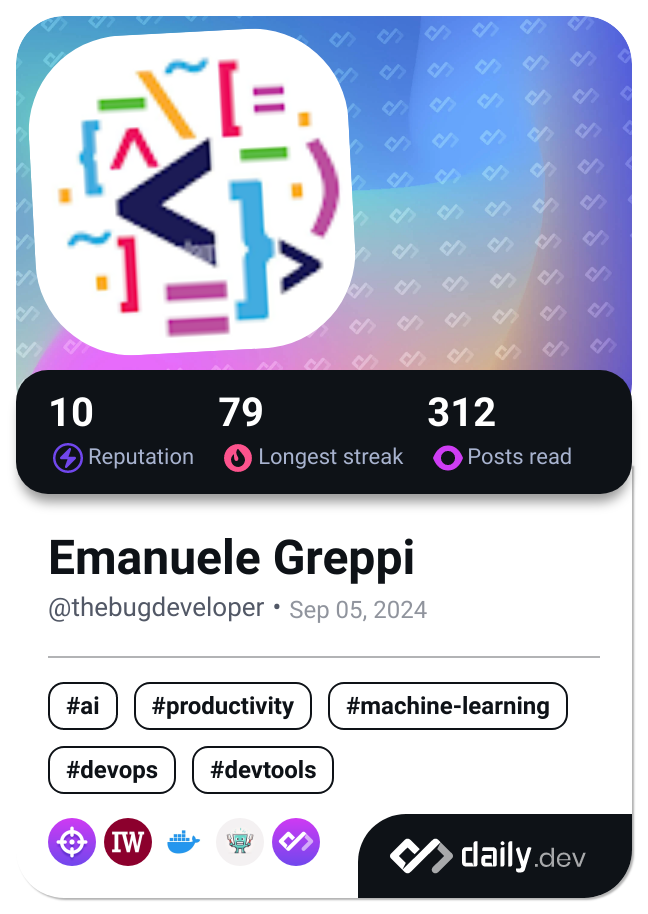 10 79 312
Reputation Longest streak Posts read
Emanuele Greppi
@thebugdeveloper • Sep 05, 2024
#ai #productivity #machine-learning
#devops #devtools
IW
daily.dev